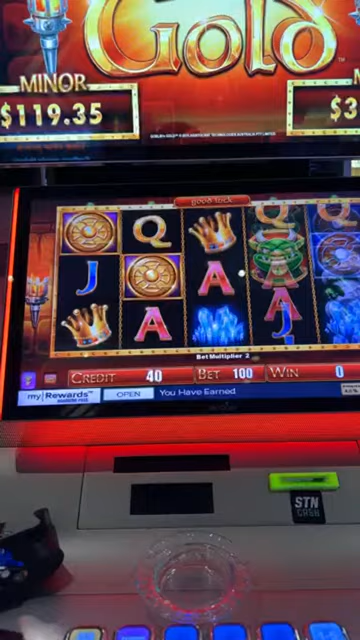 Gold
MINOR
$119.35
$3
good luck
Q
Q
J
A
A
A
J
Bet Multiplier 2
CREDIT 40 BET 100 WIN 0
my Rewards OPEN You Have Earned
STN
CASH